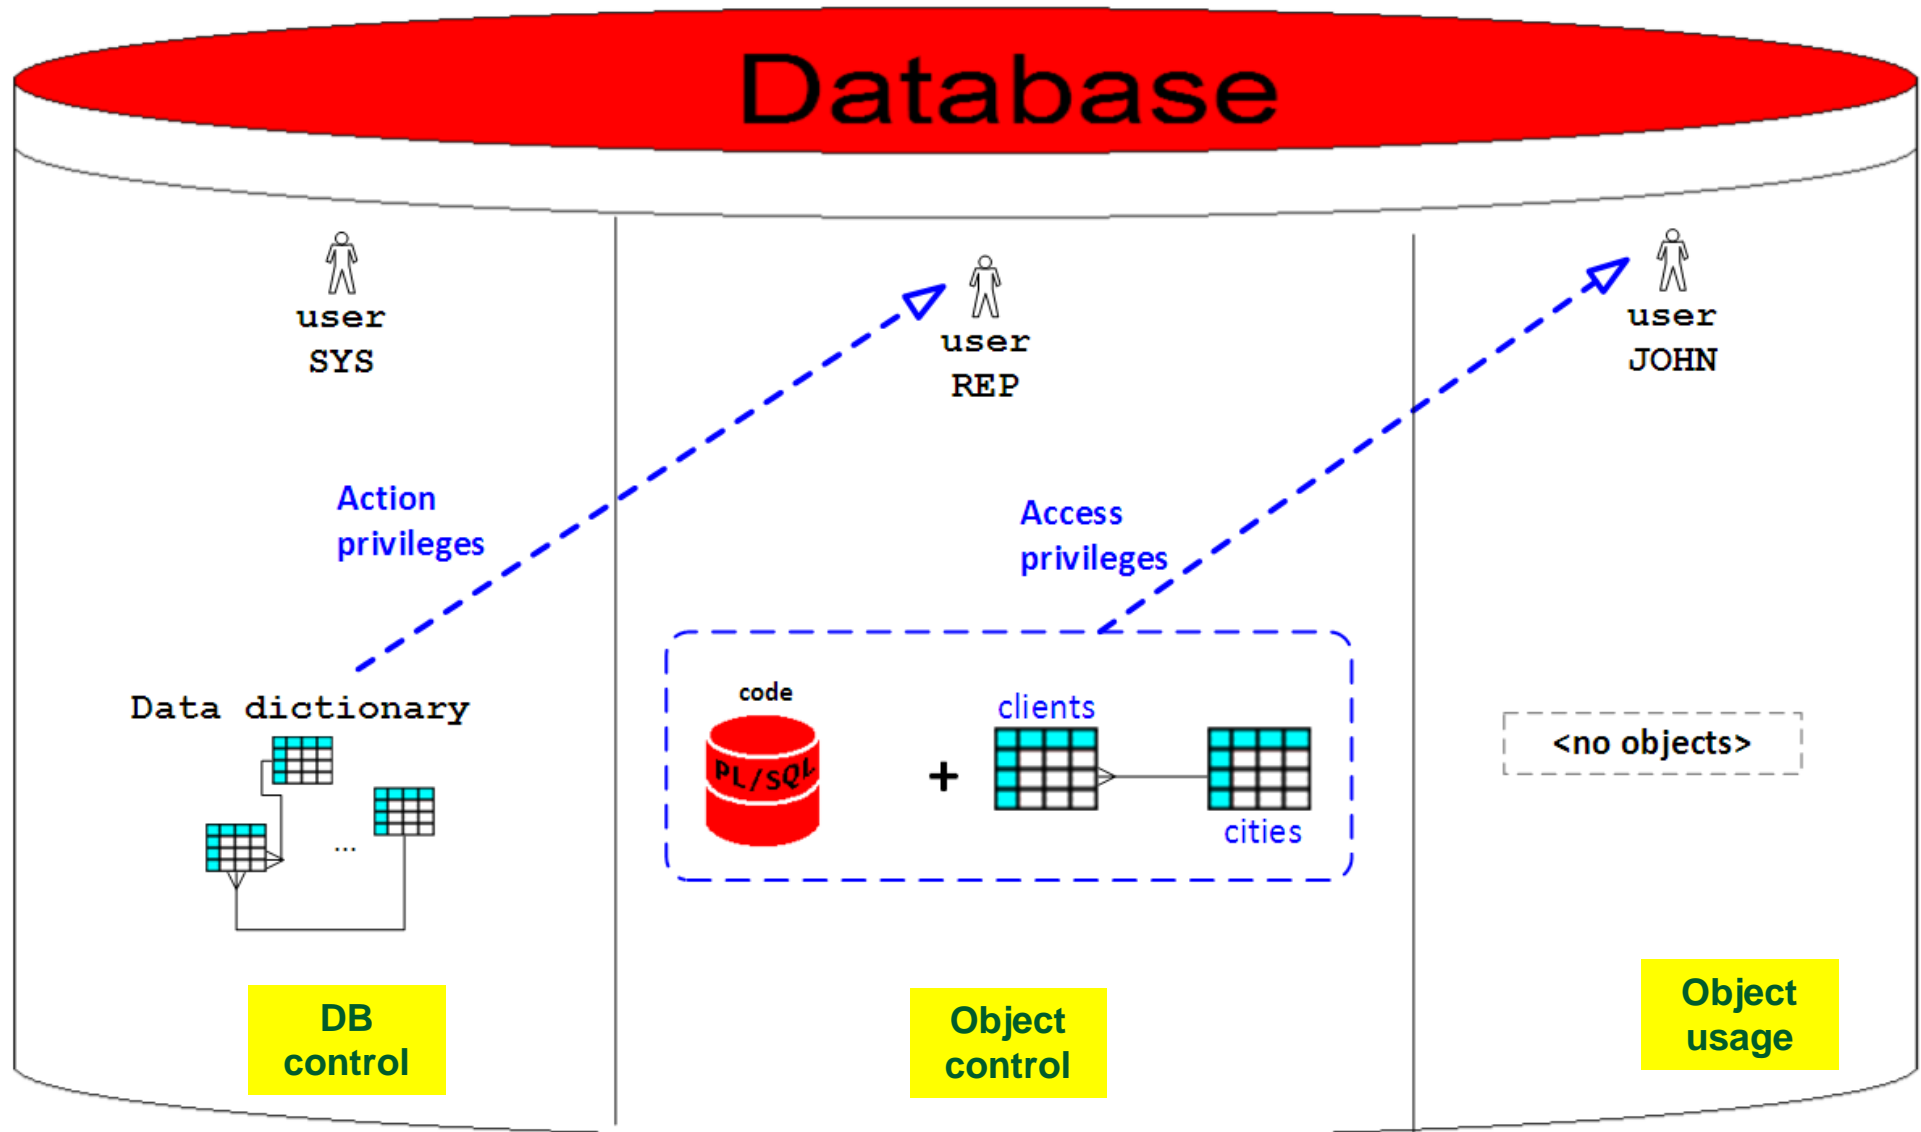 Database
user
SYS
user
REP
user
JOHN
Action
privileges
Access
privileges
Data dictionary
...
code
PL/SQL
+
clients
cities
<no objects>
DB
control
Object
control
Object
usage